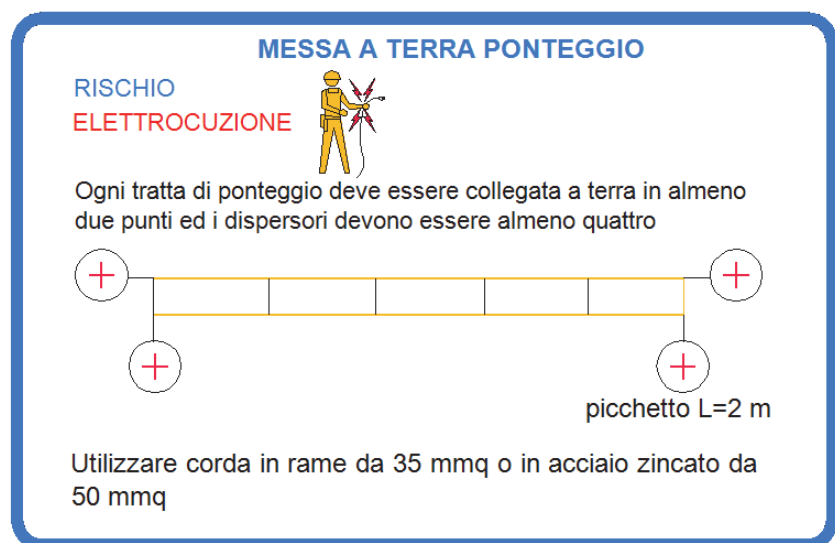 MESSA A TERRA PONTEGGIO
RISCHIO
ELETTROCUZIONE
Ogni tratta di ponteggio deve essere collegata a terra in almeno
due punti ed i dispersori devono essere almeno quattro
picchetto L=2 m
Utilizzare corda in rame da 35 mmq o in acciaio zincato da
50 mmq